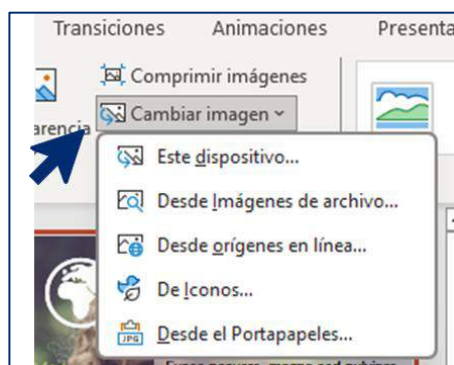 Transiciones Animaciones Presenta
Comprimir imágenes
arencia Cambiar imagen
Este dispositivo...
Desde Imágenes de archivo...
Desde orígenes en línea...
De Iconos...
JPG Desde el Portapapeles...